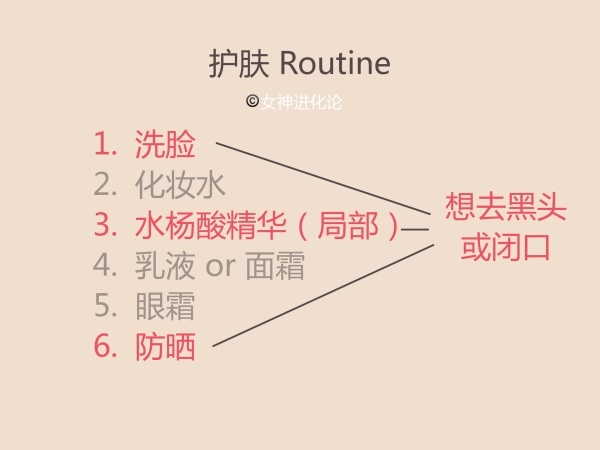 护肤 Routine
©女神进化论
1. 洗脸
2. 化妆水
3. 水杨酸精华（局部）
4. 乳液 or 面霜
5. 眼霜
6. 防晒
想去黑头
或闭口